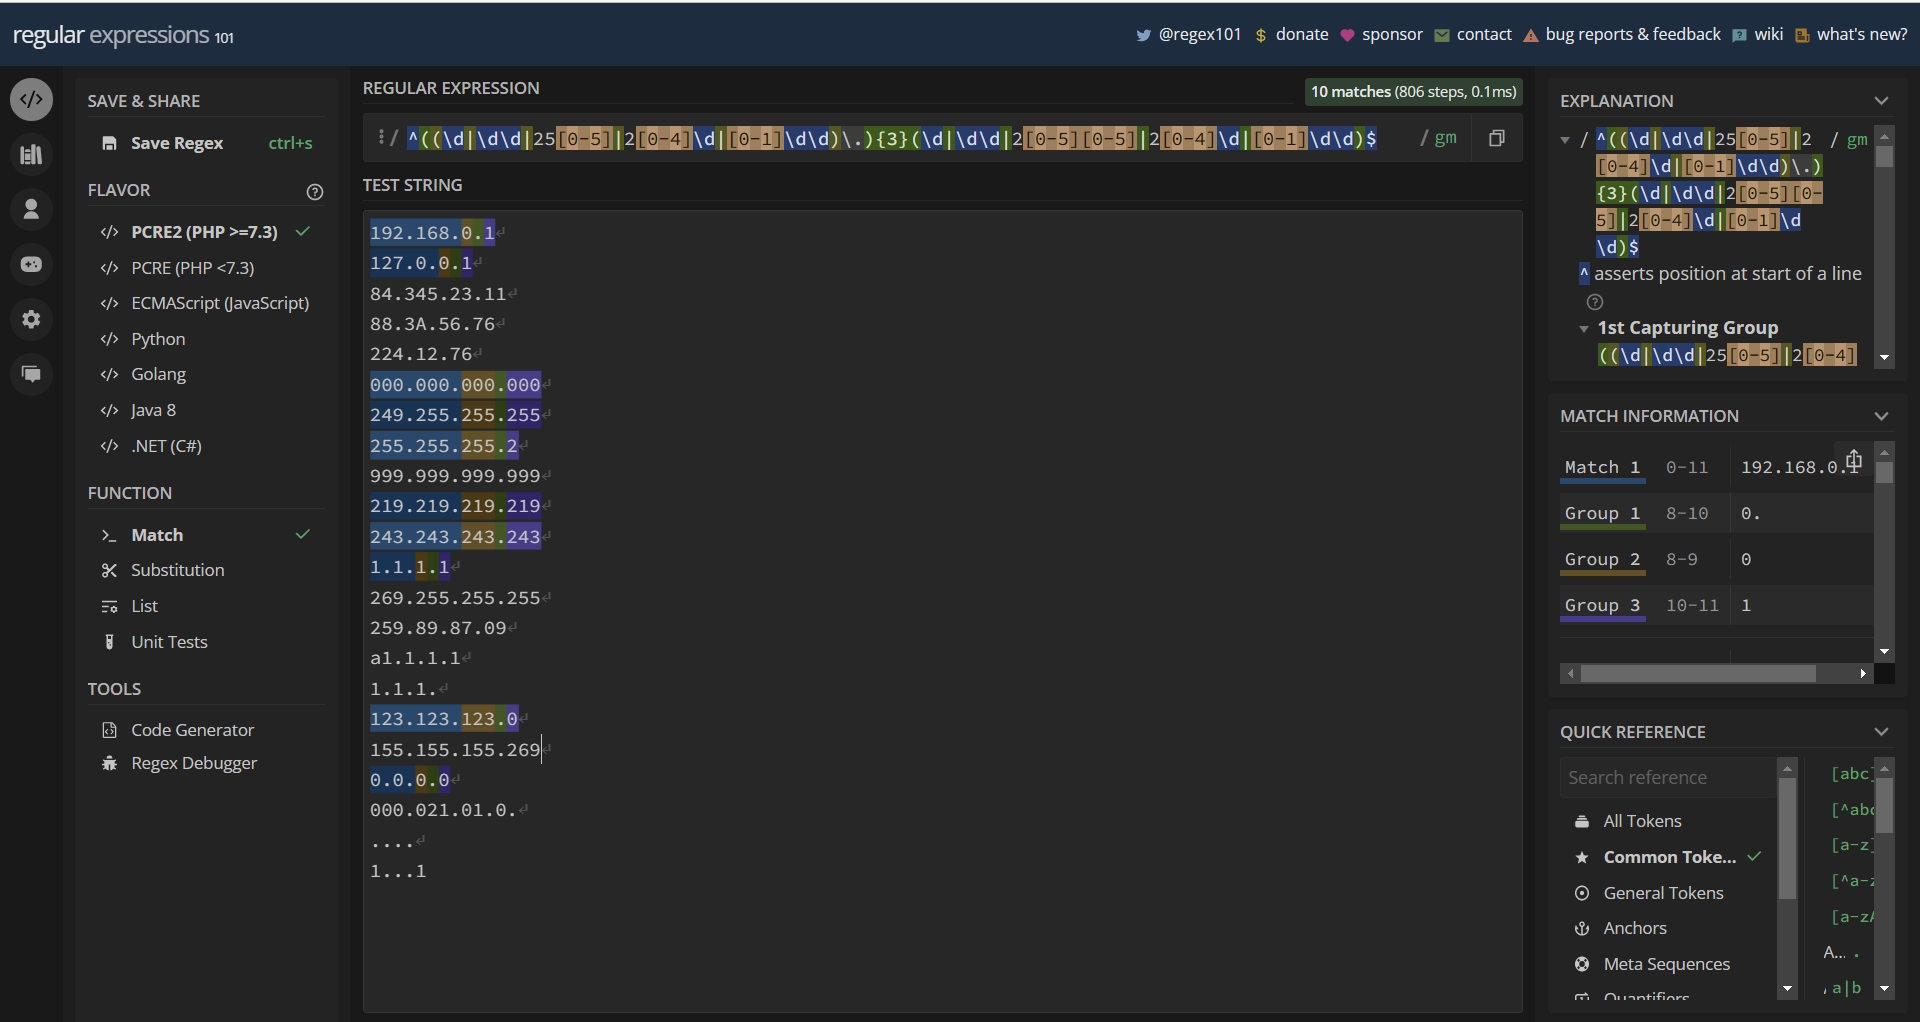 regular expressions 101
@regex101
$ donate
sponsor
contact
bug reports & feedback
wiki
what's new?
SAVE & SHARE
Save Regex ctrl+s
FLAVOR
</> PCRE2 (PHP >=7.3)
</> PCRE (PHP <7.3)
</> ECMAScript (JavaScript)
</> Python
</> Golang
</> Java 8
</> .NET (C#)
FUNCTION
Match
Substitution
List
Unit Tests
TOOLS
Code Generator
Regex Debugger
REGULAR EXPRESSION
10 matches (806 steps, 0.1ms)
/ ^((\d|\d\d|25[0-5]|2[0-4]\d|[0-1]\d\d)\.){3}(\d|\d\d|2[0-5][0-5]|2[0-4]\d|[0-1]\d\d)$ / gm
TEST STRING
192.168.0.1
127.0.0.1
84.345.23.11
88.3A.56.76
224.12.76
000.000.000.000
249.255.255.255
255.255.255.2
999.999.999.999
219.219.219.219
243.243.243.243
1.1.1.1
269.255.255.255
259.89.87.09
a1.1.1.1
1.1.1.
123.123.123.0
155.155.155.269
0.0.0.0
000.021.01.0.
....
1...1
EXPLANATION
/ ^((\d|\d\d|25[0-5]|2 / gm
[0-4]\d|[0-1]\d\d)\.)
{3}(\d|\d\d|2[0-5][0-
5]|2[0-4]\d|[0-1]\d
\d)$
^ asserts position at start of a line
1st Capturing Group
((\d|\d\d|25[0-5]|2[0-4]
MATCH INFORMATION
Match 1 0-11 192.168.0.1
Group 1 8-10 0.
Group 2 8-9 0
Group 3 10-11 1
QUICK REFERENCE
Search reference
All Tokens
Common Toke...
General Tokens
Anchors
Meta Sequences
Quantifiers
[abc]
[^abc
[a-z]
[^a-z
[a-zA
A... .
a|b